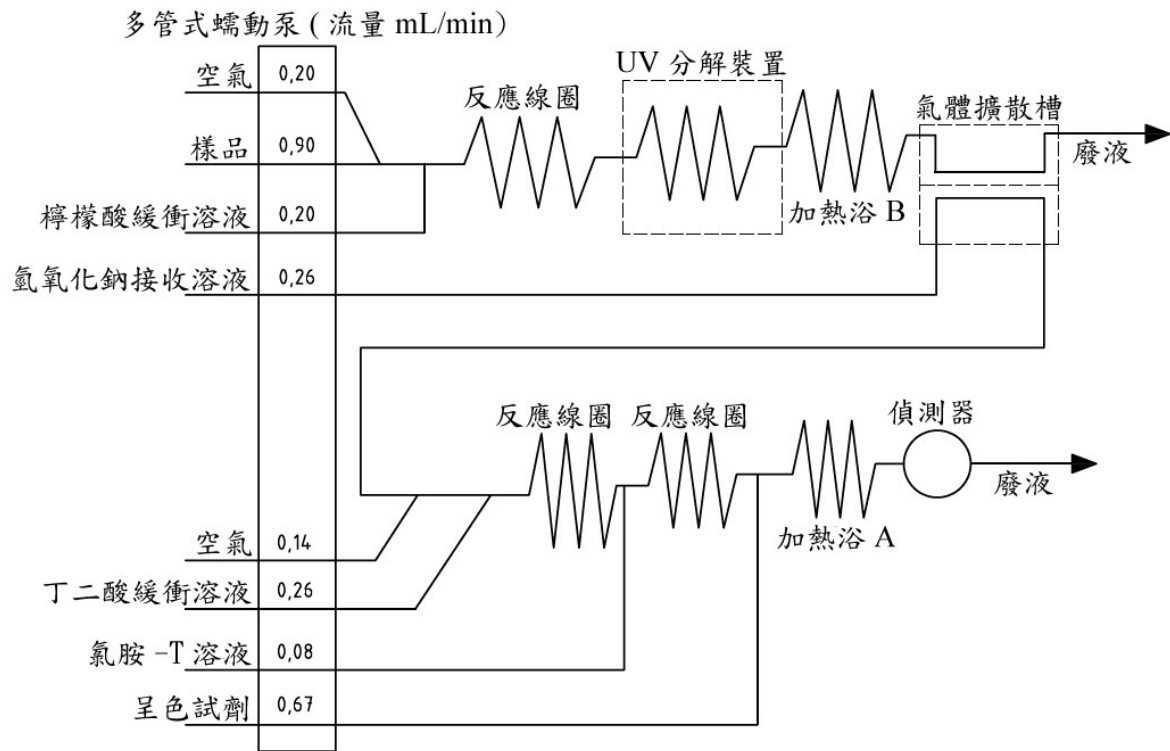 多管式蠕動泵 ( 流量 mL/min)
空氣 0,20
UV 分解裝置
反應線圈
氣體擴散槽
樣品 0,90
廢液
檸檬酸緩衝溶液 0,20
加熱浴 B
氫氧化鈉接收溶液 0,26
反應線圈 反應線圈
偵測器
廢液
加熱浴 A
空氣 0,14
丁二酸緩衝溶液 0,26
氯胺 -T 溶液 0,08
呈色試劑 0,67